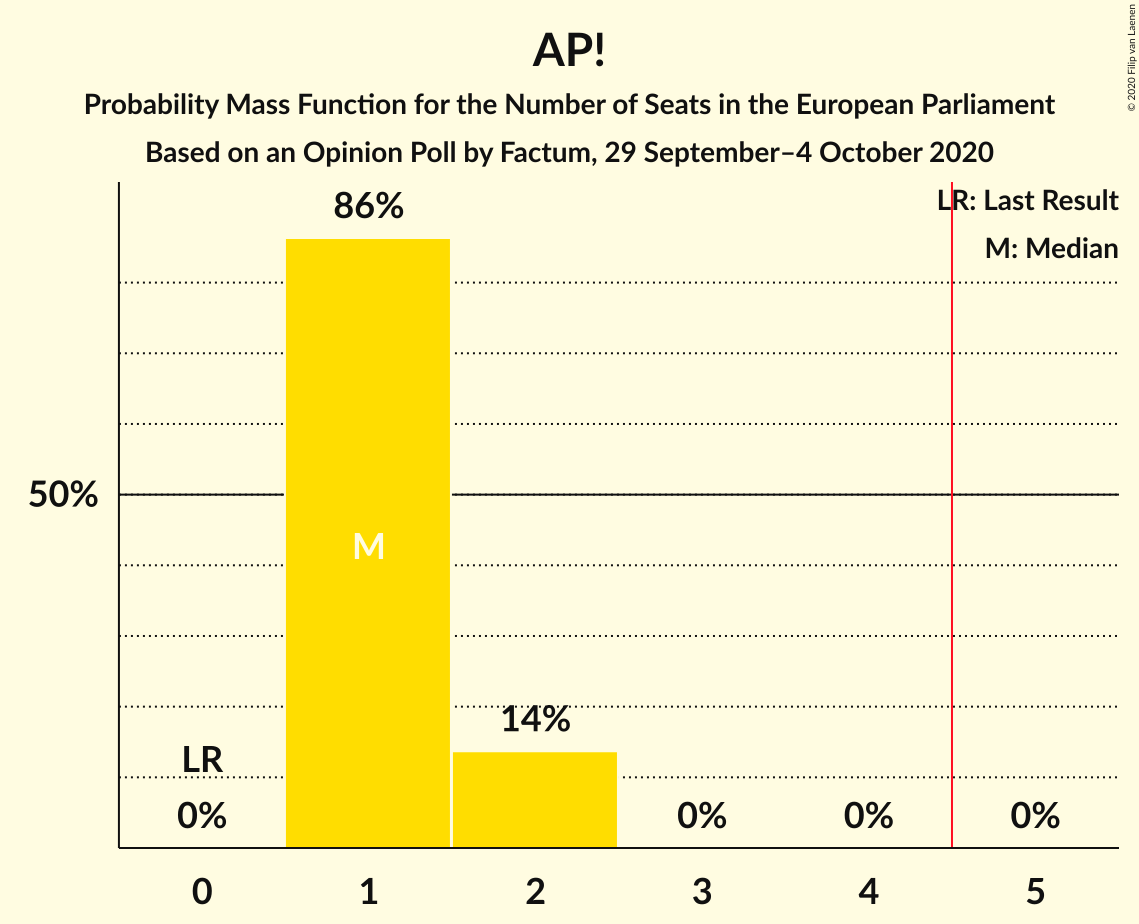 AP!
Probability Mass Function for the Number of Seats in the European Parliament
Based on an Opinion Poll by Factum, 29 September–4 October 2020
© 2020 Filip van Laenen
LR: Last Result
M: Median
86%
50%
M
14%
LR
0%
0%
0%
0%
0
1
2
3
4
5